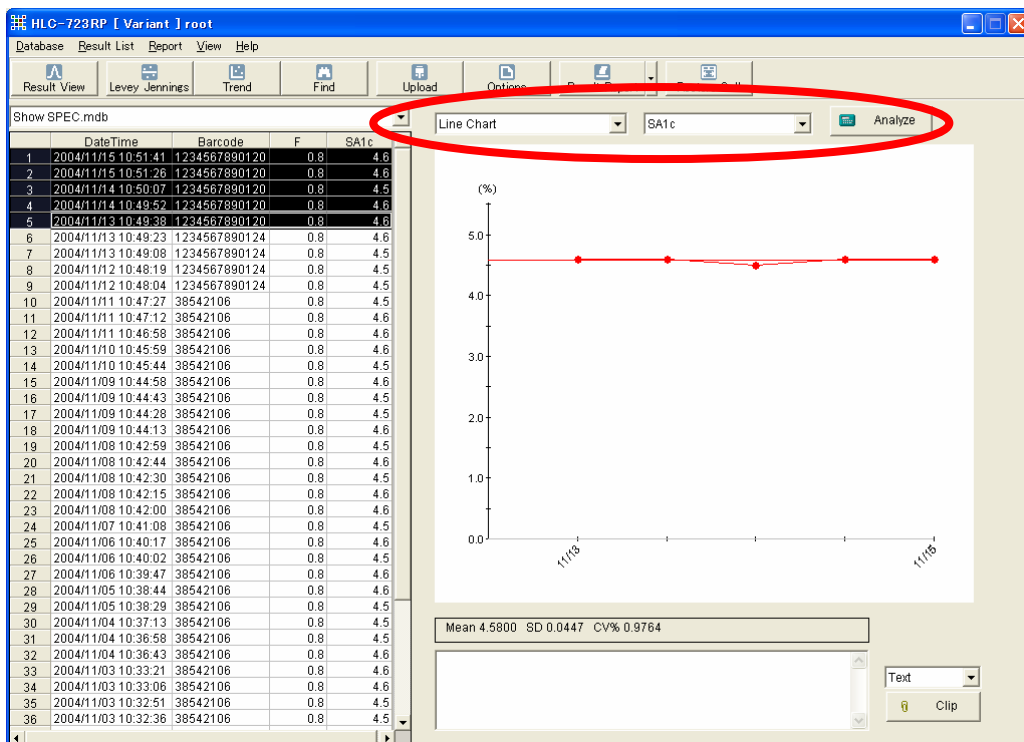 HLC-723RP [ Variant ] root
Database Result List Report View Help
Result View Levey Jennings Trend Find Upload Options
Show SPEC.mdb
Line Chart SA1c Analyze
DateTime Barcode F SA1c
1 2004/11/15 10:51:41 1234567890120 0.8 4.6
2 2004/11/15 10:51:26 1234567890120 0.8 4.6
3 2004/11/14 10:50:07 1234567890120 0.8 4.5
4 2004/11/14 10:49:52 1234567890120 0.8 4.6
5 2004/11/13 10:49:38 1234567890120 0.8 4.6
6 2004/11/13 10:49:23 1234567890124 0.8 4.6
7 2004/11/13 10:49:08 1234567890124 0.8 4.5
8 2004/11/12 10:48:19 1234567890124 0.8 4.5
9 2004/11/12 10:48:04 1234567890124 0.8 4.5
10 2004/11/11 10:47:27 38542106 0.8 4.5
11 2004/11/11 10:47:12 38542106 0.8 4.6
12 2004/11/11 10:46:58 38542106 0.8 4.6
13 2004/11/10 10:45:59 38542106 0.8 4.6
14 2004/11/10 10:45:44 38542106 0.8 4.5
15 2004/11/09 10:44:58 38542106 0.8 4.6
16 2004/11/09 10:44:43 38542106 0.8 4.6
17 2004/11/09 10:44:28 38542106 0.8 4.5
18 2004/11/09 10:44:13 38542106 0.8 4.6
19 2004/11/08 10:42:59 38542106 0.8 4.5
20 2004/11/08 10:42:44 38542106 0.8 4.6
21 2004/11/08 10:42:30 38542106 0.8 4.5
22 2004/11/08 10:42:15 38542106 0.8 4.6
23 2004/11/08 10:42:00 38542106 0.8 4.6
24 2004/11/07 10:41:08 38542106 0.8 4.5
25 2004/11/06 10:40:17 38542106 0.8 4.6
26 2004/11/06 10:40:02 38542106 0.8 4.5
27 2004/11/06 10:39:47 38542106 0.8 4.6
28 2004/11/05 10:38:44 38542106 0.8 4.6
29 2004/11/05 10:38:29 38542106 0.8 4.5
30 2004/11/04 10:37:13 38542106 0.8 4.5
31 2004/11/04 10:36:58 38542106 0.8 4.5
32 2004/11/04 10:36:43 38542106 0.8 4.6
33 2004/11/03 10:33:21 38542106 0.8 4.6
34 2004/11/03 10:33:06 38542106 0.8 4.6
35 2004/11/03 10:32:51 38542106 0.8 4.5
36 2004/11/03 10:32:36 38542106 0.8 4.5
(%)
5.0
4.0
3.0
2.0
1.0
0.0
11/13 11/15
Mean 4.5800 SD 0.0447 CV% 0.9764
Text
Clip